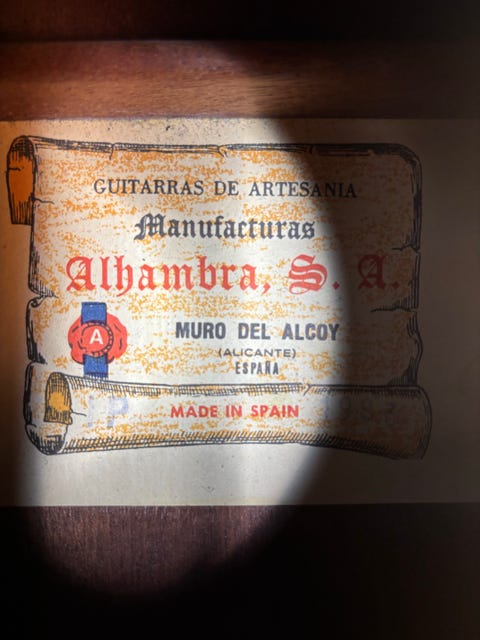 GUITARRAS DE ARTESANIA
Manufacturas
Alhambra, S. A.
A
MURO DEL ALCOY
(ALICANTE)
ESPAÑA
MADE IN SPAIN